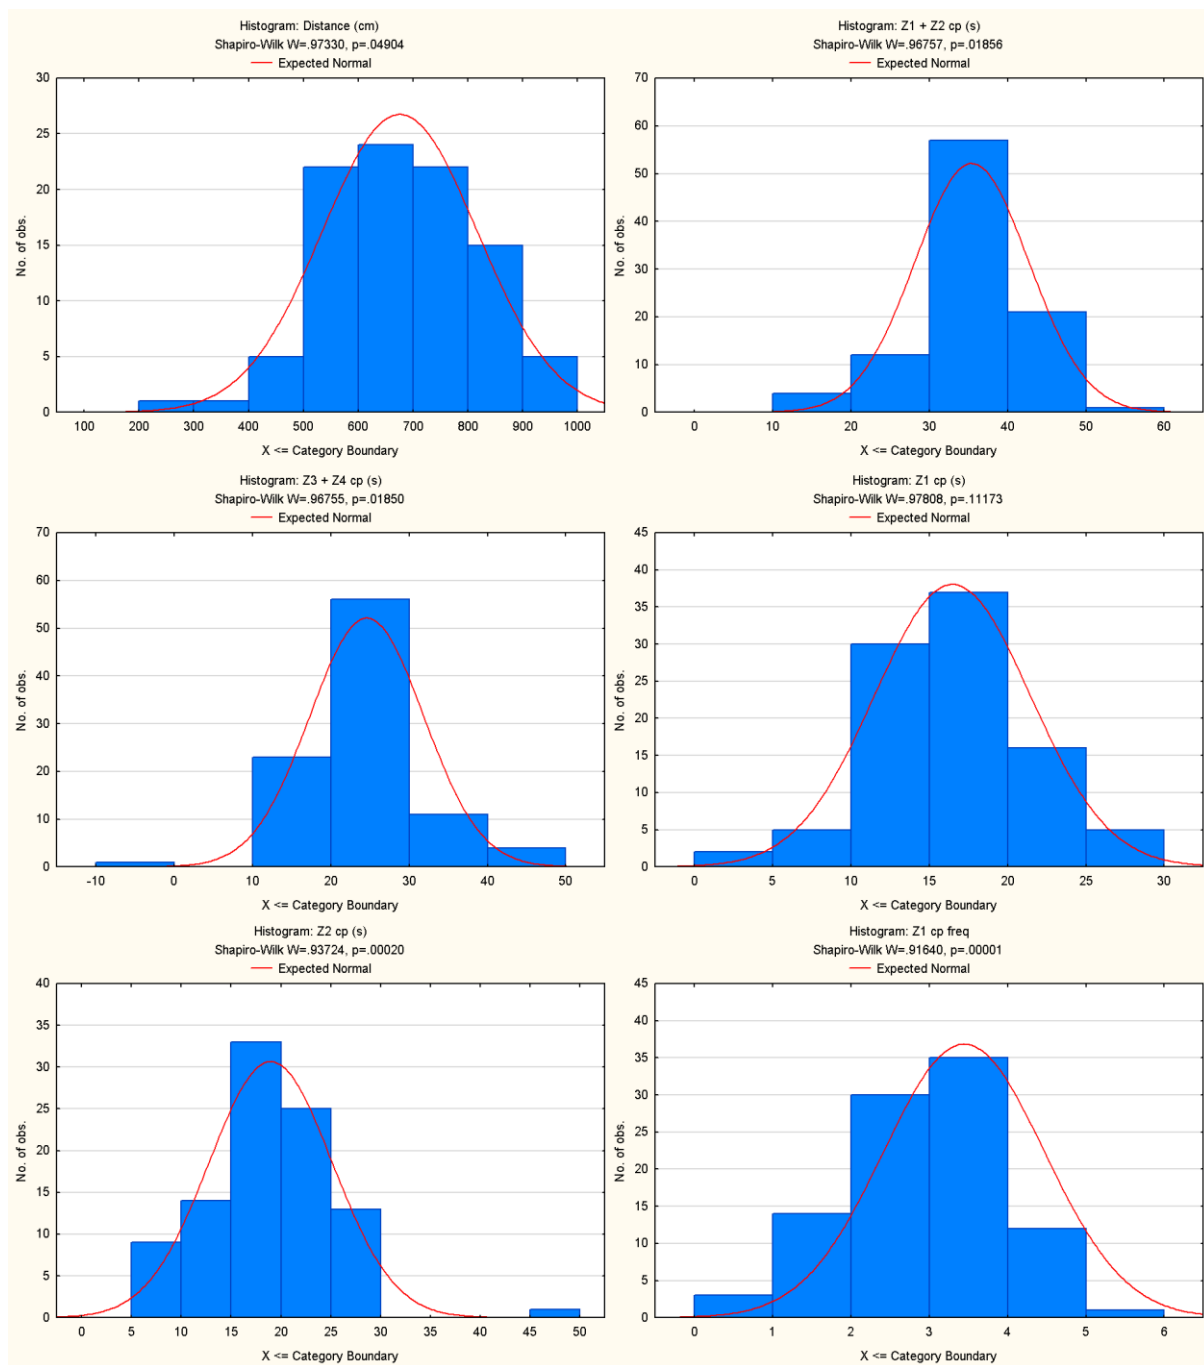 Histogram: Distance (cm)
Shapiro-Wilk W=.97330, p=.04904
Expected Normal
30
25
20
15
10
5
0
No. of obs.
100 200 300 400 500 600 700 800 900 1000
X <= Category Boundary
Histogram: Z1 + Z2 cp (s)
Shapiro-Wilk W=.96757, p=.01856
Expected Normal
70
60
50
40
30
20
10
0
No. of obs.
0 10 20 30 40 50 60
X <= Category Boundary
Histogram: Z3 + Z4 cp (s)
Shapiro-Wilk W=.96755, p=.01850
Expected Normal
70
60
50
40
30
20
10
0
No. of obs.
-10 0 10 20 30 40 50
X <= Category Boundary
Histogram: Z1 cp (s)
Shapiro-Wilk W=.97808, p=.11173
Expected Normal
45
40
35
30
25
20
15
10
5
0
No. of obs.
0 5 10 15 20 25 30
X <= Category Boundary
Histogram: Z2 cp (s)
Shapiro-Wilk W=.93724, p=.00020
Expected Normal
40
35
30
25
20
15
10
5
0
No. of obs.
0 5 10 15 20 25 30 35 40 45 50
X <= Category Boundary
Histogram: Z1 cp freq
Shapiro-Wilk W=.91640, p=.00001
Expected Normal
45
40
35
30
25
20
15
10
5
0
No. of obs.
0 1 2 3 4 5 6
X <= Category Boundary